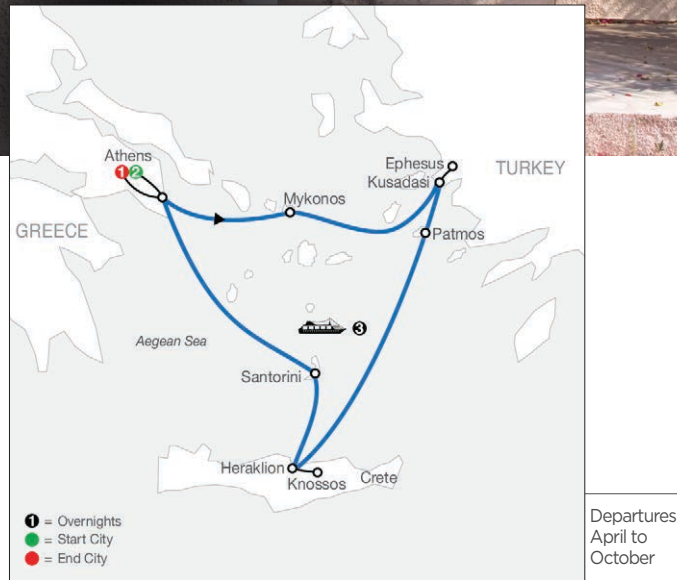 Athens
1 2
Ephesus
Kusadasi
TURKEY
Mykonos
GREECE
Patmos
3
Aegean Sea
Santorini
Heraklion
Knossos
Crete
1 = Overnights
= Start City
= End City
Departures
April to
October